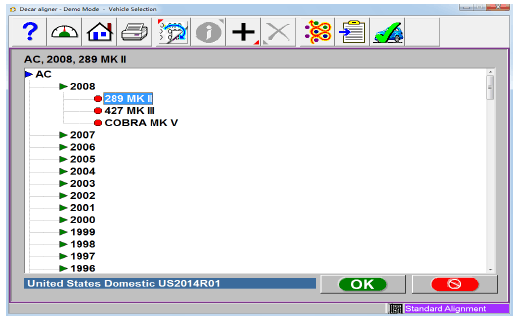 Decar aligner - Demo Mode - Vehicle Selection
?
AC, 2008, 289 MK II
AC
2008
289 MK II
427 MK III
COBRA MK V
2007
2006
2005
2004
2003
2002
2001
2000
1999
1998
1997
1996
United States Domestic US2014R01
OK
Standard Alignment